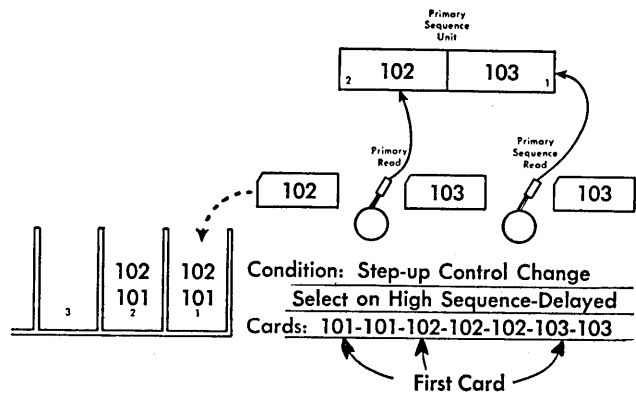 Primary
Sequence
Unit
2 102 103 1
Primary
Read
Primary
Sequence
Read
102 103 103
102 102
101 101
3 2 1
Condition: Step-up Control Change
Select on High Sequence-Delayed
Cards: 101-101-102-102-102-103-103
First Card